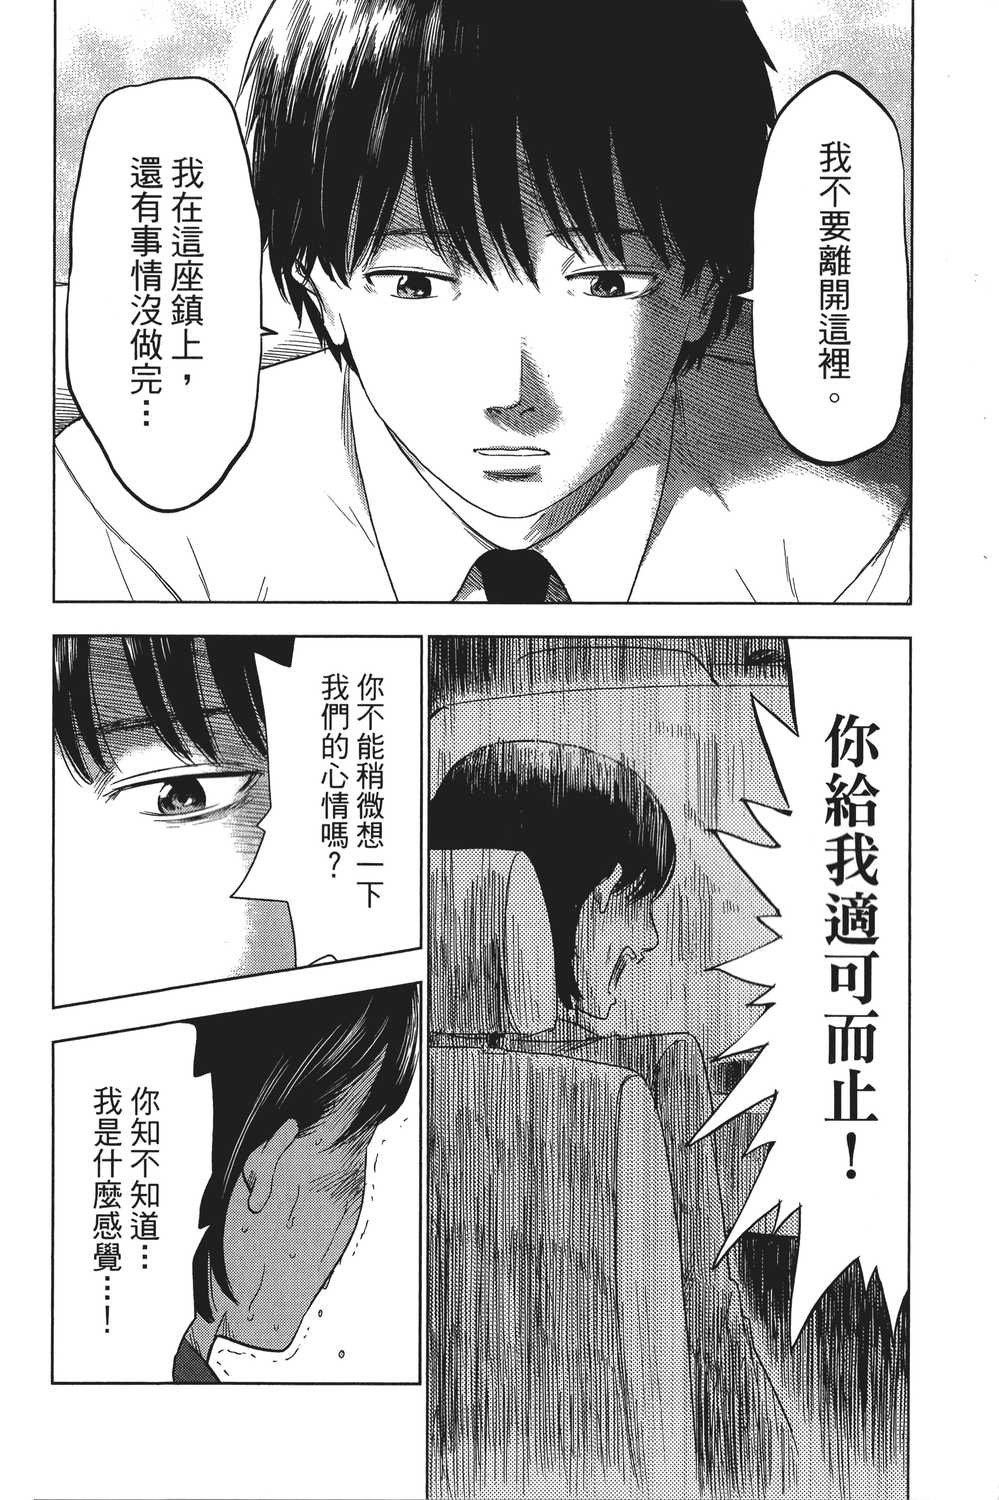 我不要離開這裡。
我在這座鎮上，
還有事情沒做完…
你給我適可而止！
你不能稍微想一下
我們的心情嗎？
你知不知道…
我是什麼感覺…！